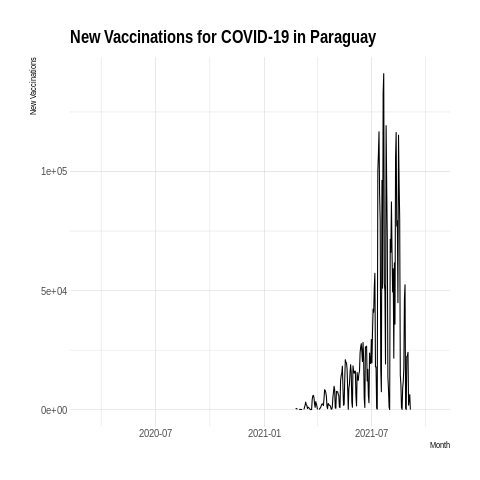 New Vaccinations for COVID-19 in Paraguay
New Vaccinations
1e+05
5e+04
0e+00
2020-07
2021-01
2021-07
Month